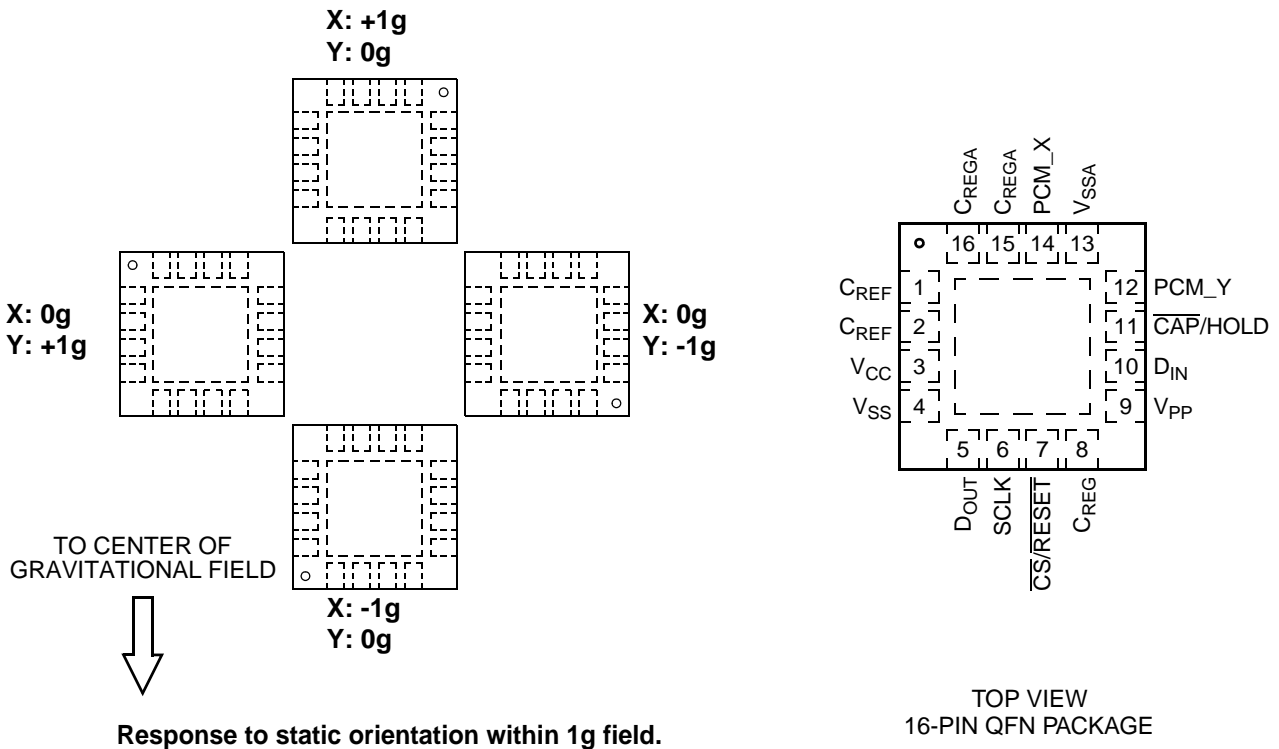 X: +1g
Y: 0g
X: 0g
Y: +1g
X: 0g
Y: -1g
X: -1g
Y: 0g
TO CENTER OF
GRAVITATIONAL FIELD
Response to static orientation within 1g field.
CREGA
CREGA
PCM_X
VSSA
16 15 14 13
CREF 1
CREF 2
VCC 3
VSS 4
12 PCM_Y
11 CAP/HOLD
10 DIN
9 VPP
5 6 7 8
DOUT
SCLK
CS/RESET
CREG
TOP VIEW
16-PIN QFN PACKAGE